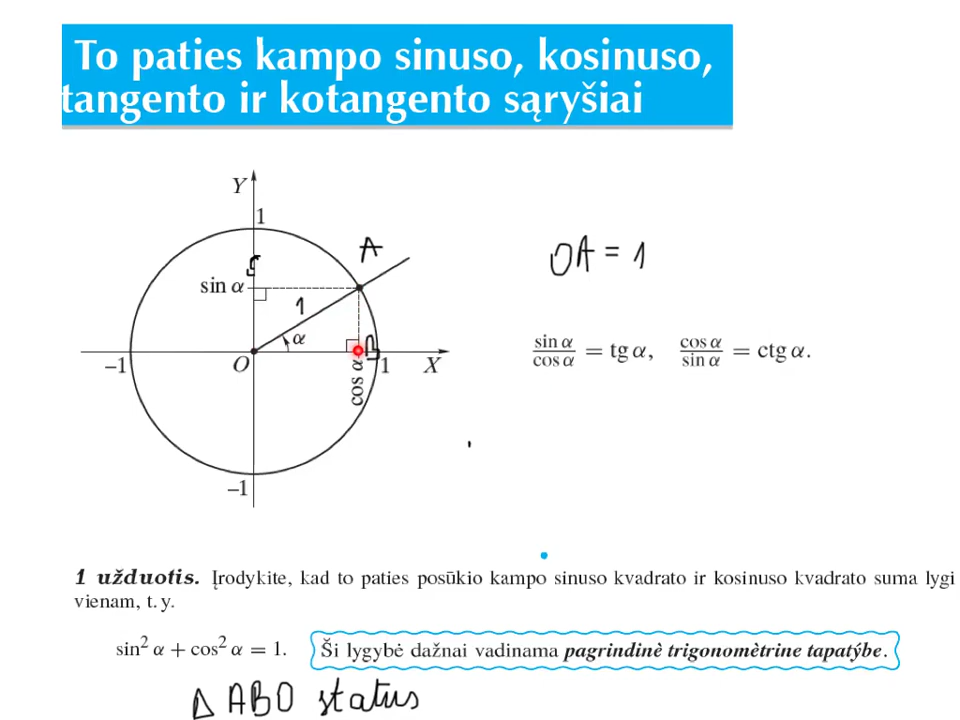 To paties kampo sinuso, kosinuso,
tangento ir kotangento sąryšiai
Y
1
A
sin α
1
α
B
–1
O
cos α
1
X
–1
OA = 1
sin α / cos α = tg α, cos α / sin α = ctg α.
1 užduotis. Įrodykite, kad to paties posūkio kampo sinuso kvadrato ir kosinuso kvadrato suma lygi
vienam, t. y.
sin² α + cos² α = 1. Ši lygybė dažnai vadinama pagrindinė trigonomètrine tapatýbe.
Δ ABO status